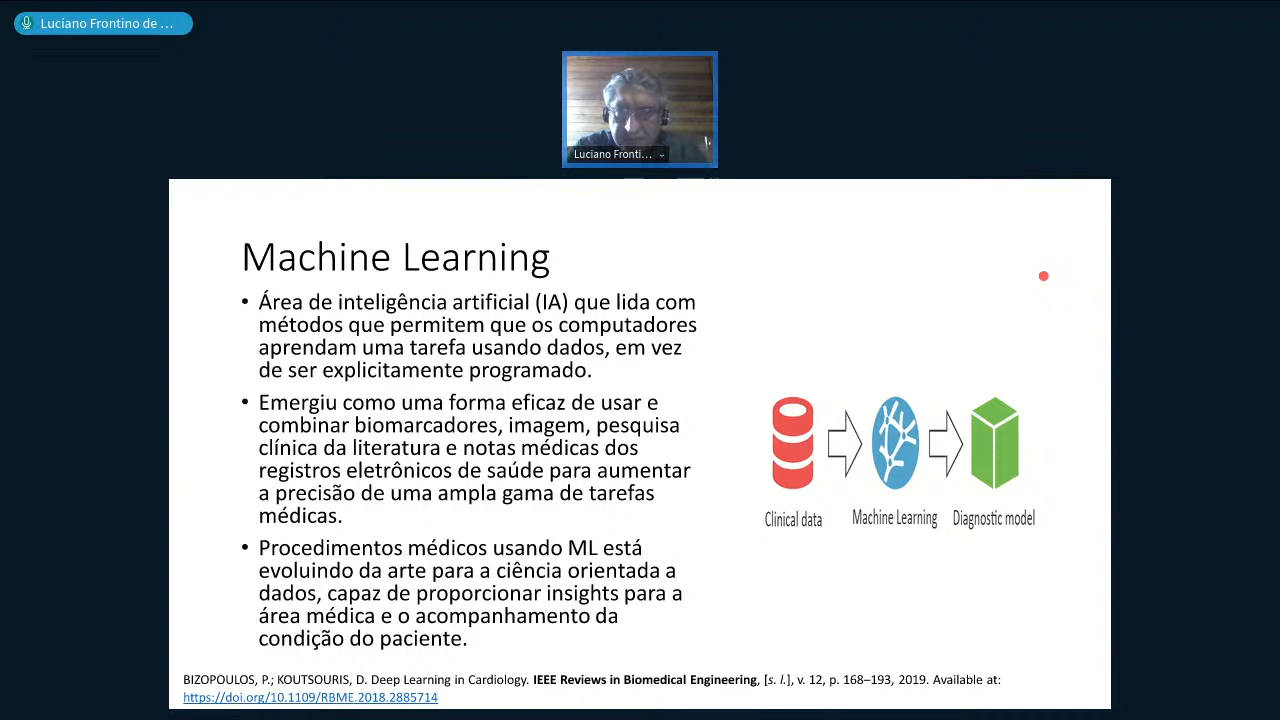 Luciano Frontino de ...
Luciano Fronti...
Machine Learning
• Área de inteligência artificial (IA) que lida com
métodos que permitem que os computadores
aprendam uma tarefa usando dados, em vez
de ser explicitamente programado.
• Emergiu como uma forma eficaz de usar e
combinar biomarcadores, imagem, pesquisa
clínica da literatura e notas médicas dos
registros eletrônicos de saúde para aumentar
a precisão de uma ampla gama de tarefas
médicas.
• Procedimentos médicos usando ML está
evoluindo da arte para a ciência orientada a
dados, capaz de proporcionar insights para a
área médica e o acompanhamento da
condição do paciente.
Clinical data
Machine Learning
Diagnostic model
BIZOPOULOS, P.; KOUTSOURIS, D. Deep Learning in Cardiology. IEEE Reviews in Biomedical Engineering, [s. l.], v. 12, p. 168–193, 2019. Available at:
https://doi.org/10.1109/RBME.2018.2885714